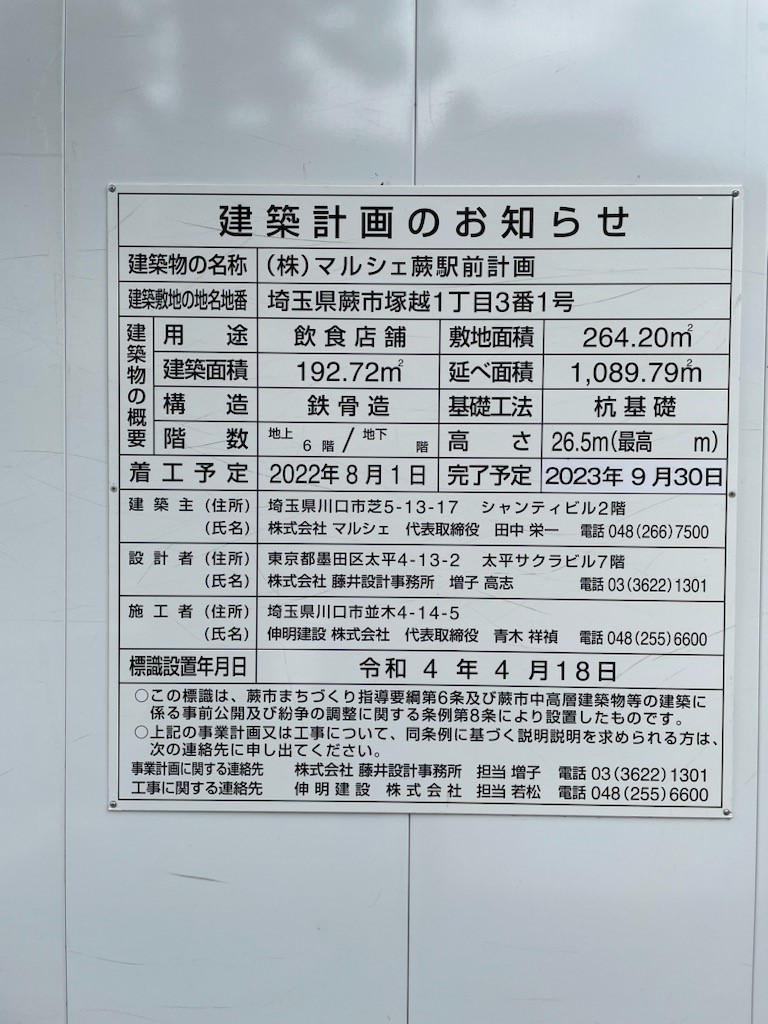 建築計画のお知らせ
建築物の名称 (株)マルシェ蕨駅前計画
建築敷地の地名地番 埼玉県蕨市塚越1丁目3番1号
建築物の概要
用途 飲食店舗 敷地面積 264.20㎡
建築面積 192.72㎡ 延べ面積 1,089.79㎡
構造 鉄骨造 基礎工法 杭基礎
階数 地上 6 階 / 地下 階 高さ 26.5m(最高 m)
着工予定 2022年8月1日 完了予定 2023年9月30日
建築主(住所) 埼玉県川口市芝5-13-17 シャンティビル2階
(氏名) 株式会社 マルシェ 代表取締役 田中 栄一 電話 048(266)7500
設計者(住所) 東京都墨田区太平4-13-2 太平サクラビル7階
(氏名) 株式会社 藤井設計事務所 増子 高志 電話 03(3622)1301
施工者(住所) 埼玉県川口市並木4-14-5
(氏名) 伸明建設 株式会社 代表取締役 青木 祥禎 電話 048(255)6600
標識設置年月日 令和 4 年 4 月18日
○この標識は、蕨市まちづくり指導要綱第6条及び蕨市中高層建築物等の建築に
係る事前公開及び紛争の調整に関する条例第8条により設置したものです。
○上記の事業計画又は工事について、同条例に基づく説明説明を求められる方は、
次の連絡先に申し出てください。
事業計画に関する連絡先 株式会社 藤井設計事務所 担当 増子 電話 03(3622)1301
工事に関する連絡先 伸明建設 株式会社 担当 若松 電話 048(255)6600